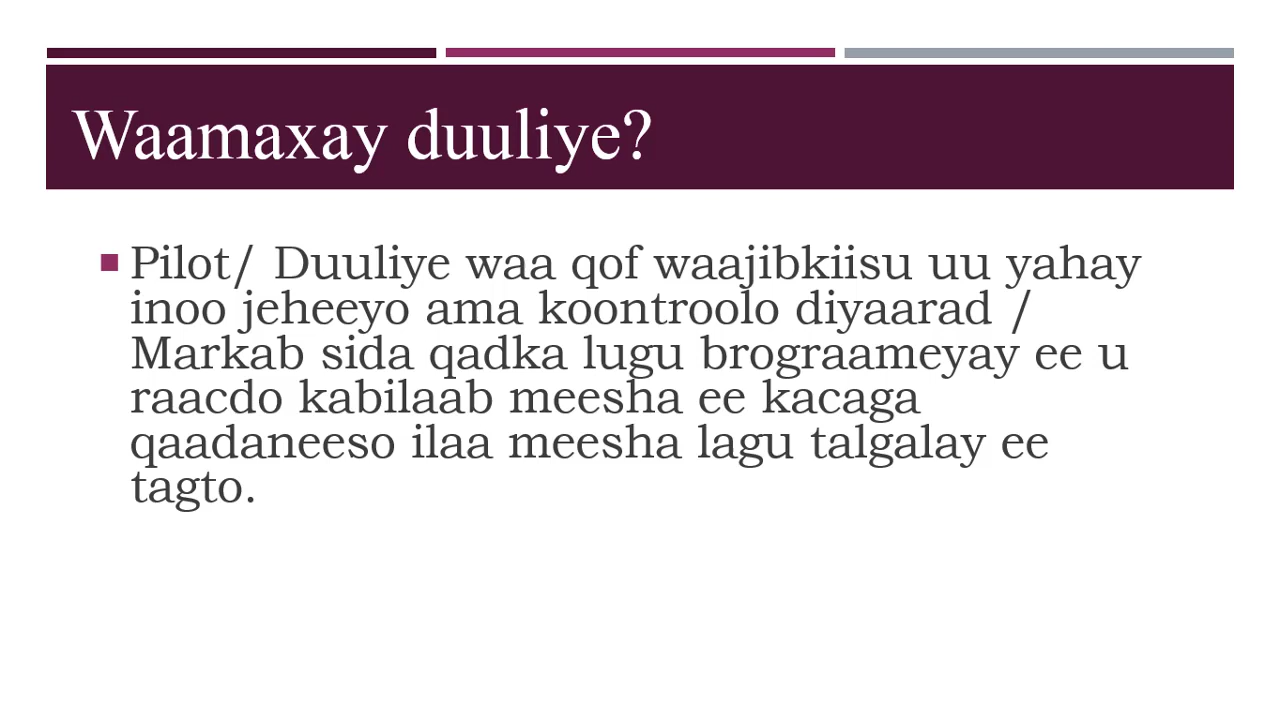 Waamaxay duuliye?
Pilot/ Duuliye waa qof waajibkiisu uu yahay
inoo jeheeyo ama koontroolo diyaarad /
Markab sida qadka lugu brograameyay ee u
raacdo kabilaab meesha ee kacaga
qaadaneeso ilaa meesha lagu talgalay ee
tagto.